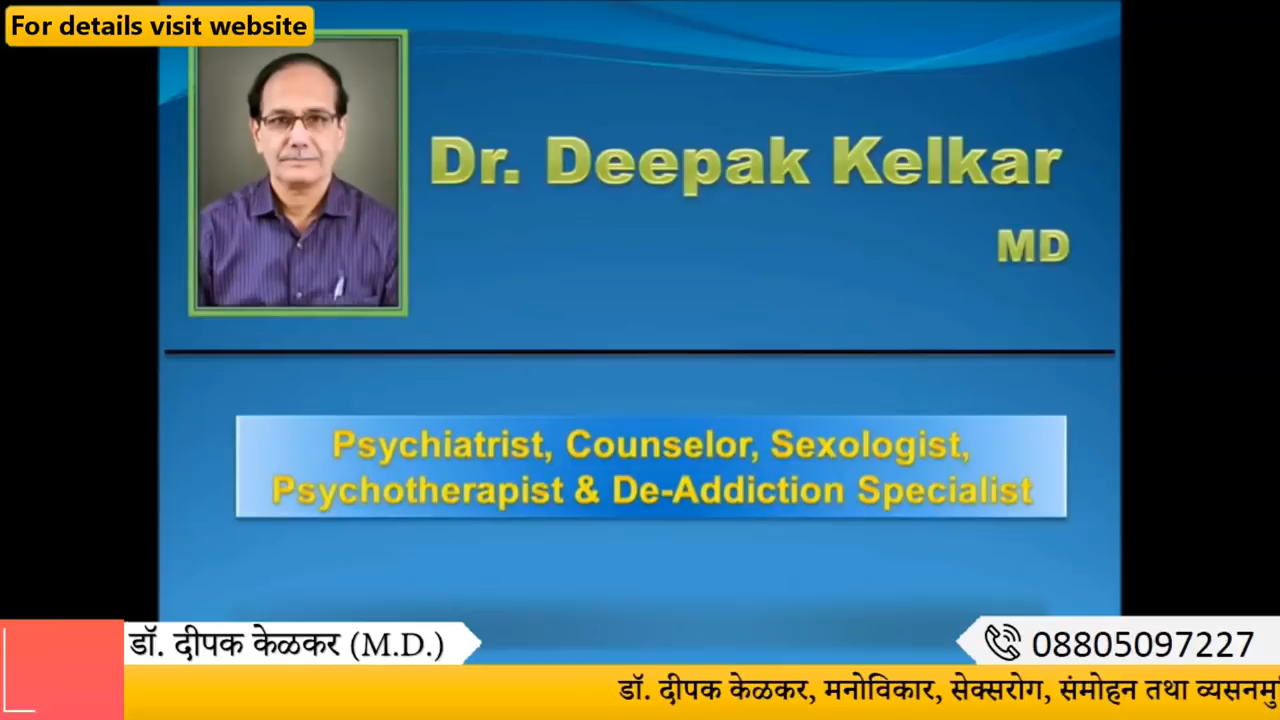 For details visit website
Dr. Deepak Kelkar
MD
Psychiatrist, Counselor, Sexologist,
Psychotherapist & De-Addiction Specialist
डॉ. दीपक केळकर (M.D.)
08805097227
डॉ. दीपक केळकर, मनोविकार, सेक्सरोग, संमोहन तथा